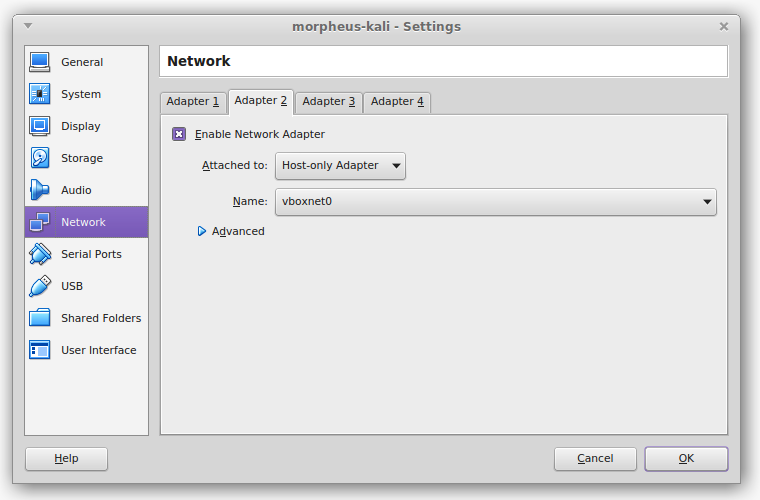 morpheus-kali - Settings
General
System
Display
Storage
Audio
Network
Serial Ports
USB
Shared Folders
User Interface
Network
Adapter 1 Adapter 2 Adapter 3 Adapter 4
Enable Network Adapter
Attached to: Host-only Adapter
Name: vboxnet0
Advanced
Help Cancel OK